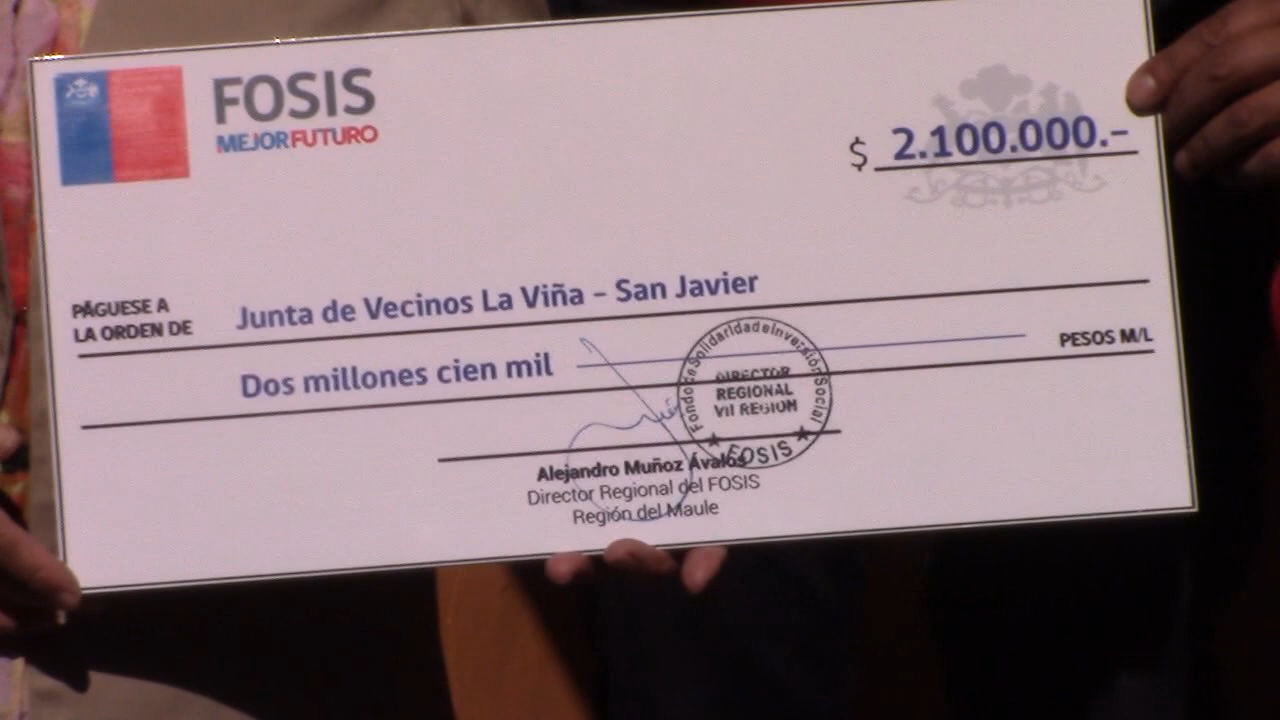 FOSIS
MEJORFUTURO
$ 2.100.000.-
PÁGUESE A
LA ORDEN DE
Junta de Vecinos La Viña – San Javier
Dos millones cien mil
PESOS M/L
Fondo de Solidaridad e Inversión Social
DIRECTOR
REGIONAL
VII REGION
★ FOSIS ★
Alejandro Muñoz Ávalos
Director Regional del FOSIS
Región del Maule